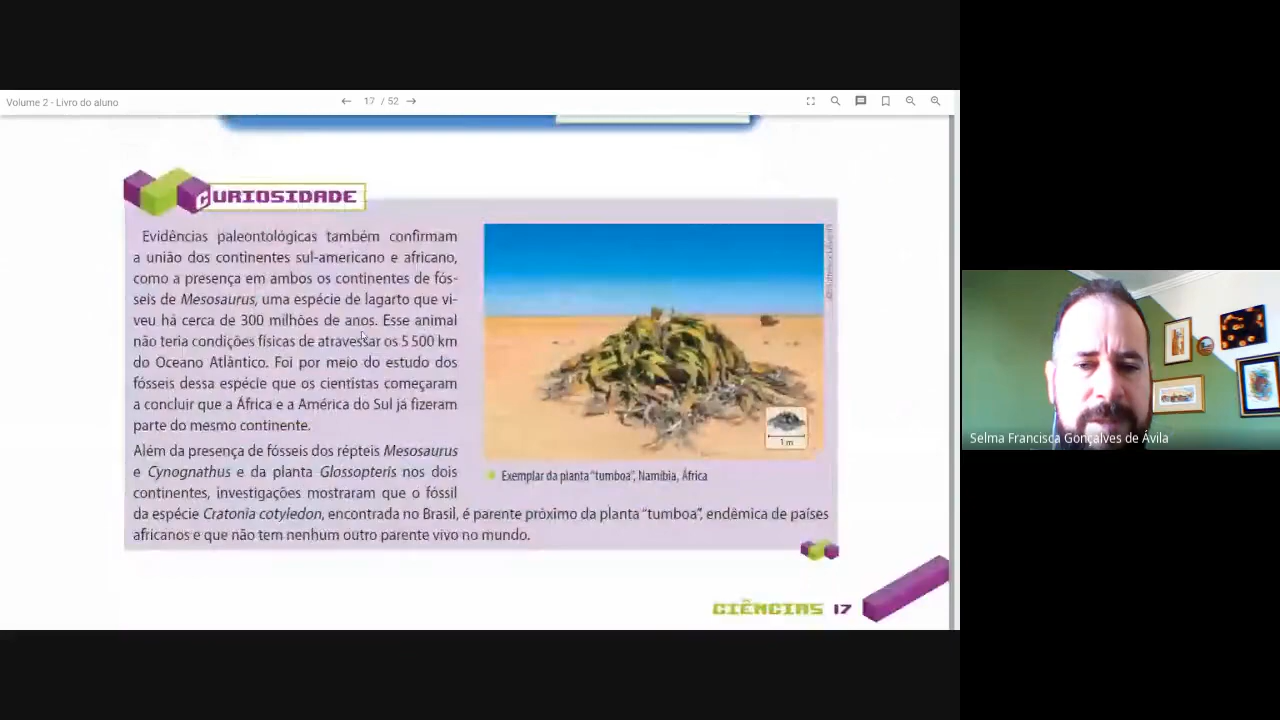 Volume 2 - Livro do aluno
17 / 52
CURIOSIDADE
Evidências paleontológicas também confirmam
a união dos continentes sul-americano e africano,
como a presença em ambos os continentes de fós-
seis de Mesosaurus, uma espécie de lagarto que vi-
veu há cerca de 300 milhões de anos. Esse animal
não teria condições físicas de atravessar os 5 500 km
do Oceano Atlântico. Foi por meio do estudo dos
fósseis dessa espécie que os cientistas começaram
a concluir que a África e a América do Sul já fizeram
parte do mesmo continente.
Além da presença de fósseis dos répteis Mesosaurus
e Cynognathus e da planta Glossopteris nos dois
continentes, investigações mostraram que o fóssil
da espécie Cratonia cotyledon, encontrada no Brasil, é parente próximo da planta “tumboa”, endêmica de países
africanos e que não tem nenhum outro parente vivo no mundo.
1 m
Exemplar da planta “tumboa”, Namíbia, África
CIÊNCIAS 17
Selma Francisca Gonçalves de Ávila